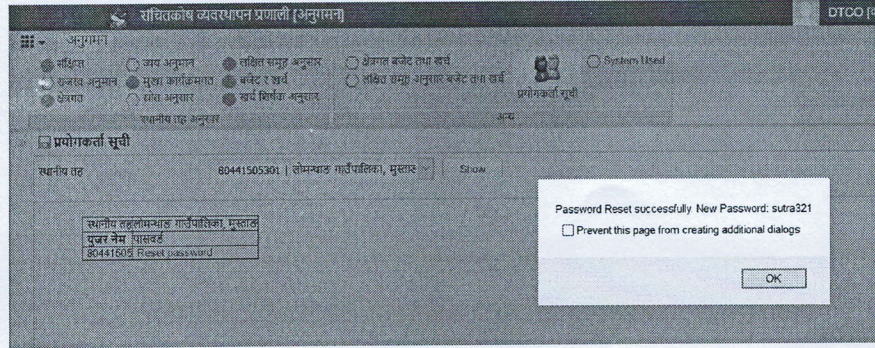 संचितकोष व्यवस्थापन प्रणाली [अनुगमन]
DTCO
अनुगमन
संक्षिप्त
व्यय अनुमान
लक्षित समूह अनुसार
क्षेत्रगत बजेट तथा खर्च
System Used
राजस्व अनुमान
मुख्य कार्यक्रमगत
बजेट र खर्च
लक्षित समूह अनुसार बजेट तथा खर्च
क्षेत्रगत
स्रोत अनुसार
खर्च शिर्षक अनुसार
प्रयोगकर्ता सूची
स्थानीय तह अनुसार
अन्य
प्रयोगकर्ता सूची
स्थानीय तह
80441505301 | लोमन्थाङ गाउँपालिका, मुस्ताङ
Show
Password Reset successfully. New Password: sutra321
Prevent this page from creating additional dialogs
OK
स्थानीय तह लोमन्थाङ गाउँपालिका, मुस्ताङ
युजर नेम पासवर्ड
80441505 Reset password